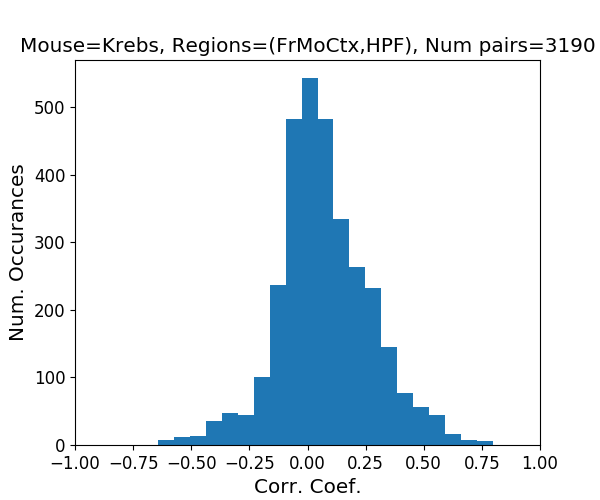 Mouse=Krebs, Regions=(FrMoCtx,HPF), Num pairs=3190
Num. Occurances
500
400
300
200
100
0
−1.00 −0.75 −0.50 −0.25 0.00 0.25 0.50 0.75 1.00
Corr. Coef.